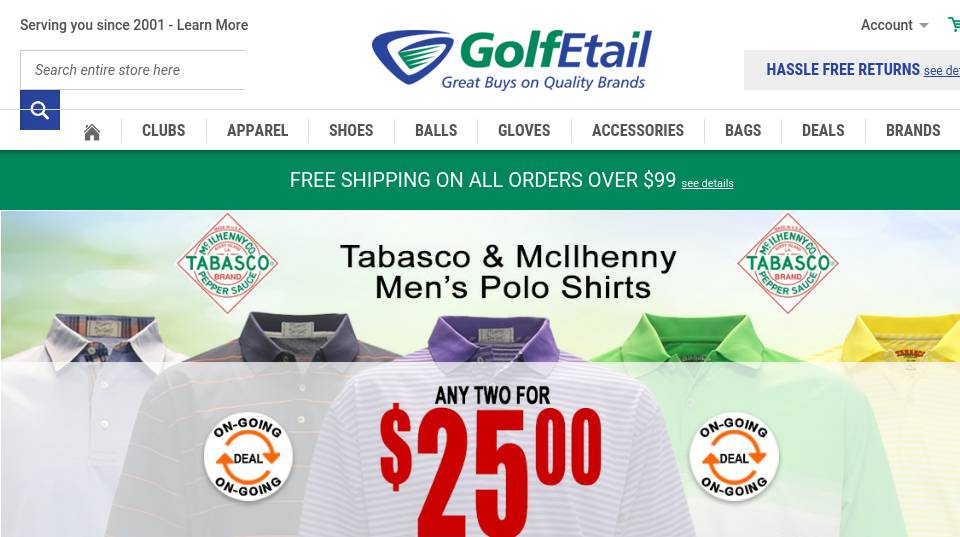 Serving you since 2001 - Learn More
Account
Search entire store here
GolfEtail
Great Buys on Quality Brands
HASSLE FREE RETURNS see det
CLUBS APPAREL SHOES BALLS GLOVES ACCESSORIES BAGS DEALS BRANDS
FREE SHIPPING ON ALL ORDERS OVER $99 see details
McILHENNY CO.
TABASCO
BRAND
PEPPER SAUCE
Tabasco & McIlhenny
Men's Polo Shirts
McILHENNY CO.
TABASCO
BRAND
PEPPER SAUCE
ANY TWO FOR
$25.00
ON-GOING
DEAL
ON-GOING
ON-GOING
DEAL
ON-GOING